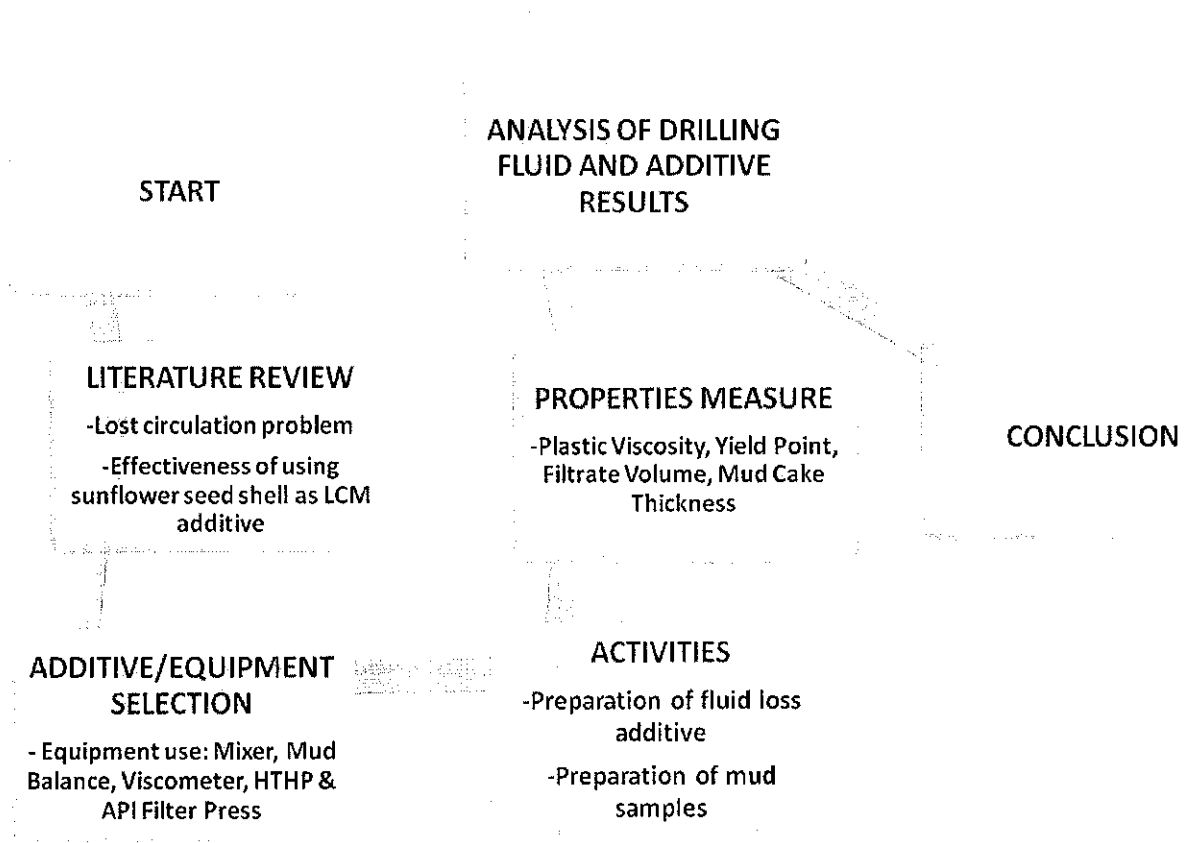 START
LITERATURE REVIEW
-Lost circulation problem
-Effectiveness of using
sunflower seed shell as LCM
additive
ADDITIVE/EQUIPMENT
SELECTION
- Equipment use: Mixer, Mud
Balance, Viscometer, HTHP &
API Filter Press
ACTIVITIES
-Preparation of fluid loss
additive
-Preparation of mud
samples
PROPERTIES MEASURE
-Plastic Viscosity, Yield Point,
Filtrate Volume, Mud Cake
Thickness
ANALYSIS OF DRILLING
FLUID AND ADDITIVE
RESULTS
CONCLUSION